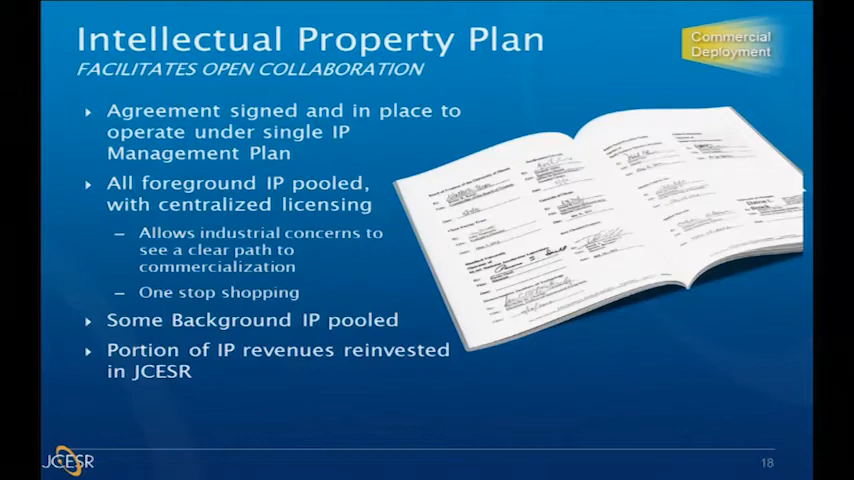 Intellectual Property Plan
FACILITATES OPEN COLLABORATION
Commercial
Deployment
Agreement signed and in place to
operate under single IP
Management Plan
All foreground IP pooled,
with centralized licensing
– Allows industrial concerns to
see a clear path to
commercialization
– One stop shopping
Some Background IP pooled
Portion of IP revenues reinvested
in JCESR
JCESR
18